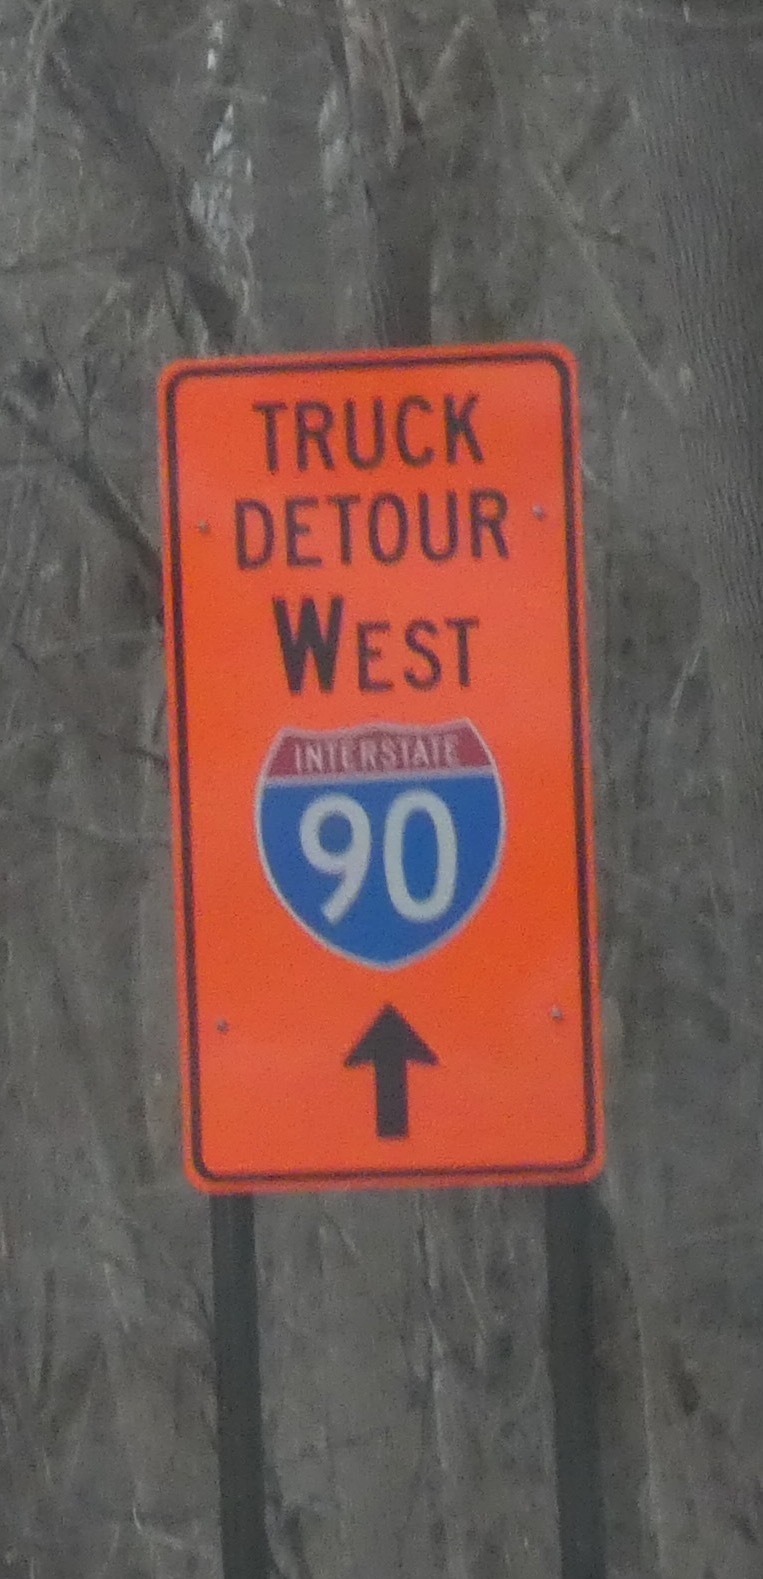 TRUCK
DETOUR
WEST
INTERSTATE
90